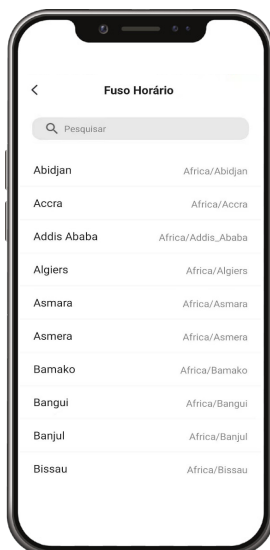 Fuso Horário
Pesquisar
Abidjan Africa/Abidjan
Accra Africa/Accra
Addis Ababa Africa/Addis_Ababa
Algiers Africa/Algiers
Asmara Africa/Asmara
Asmera Africa/Asmera
Bamako Africa/Bamako
Bangui Africa/Bangui
Banjul Africa/Banjul
Bissau Africa/Bissau